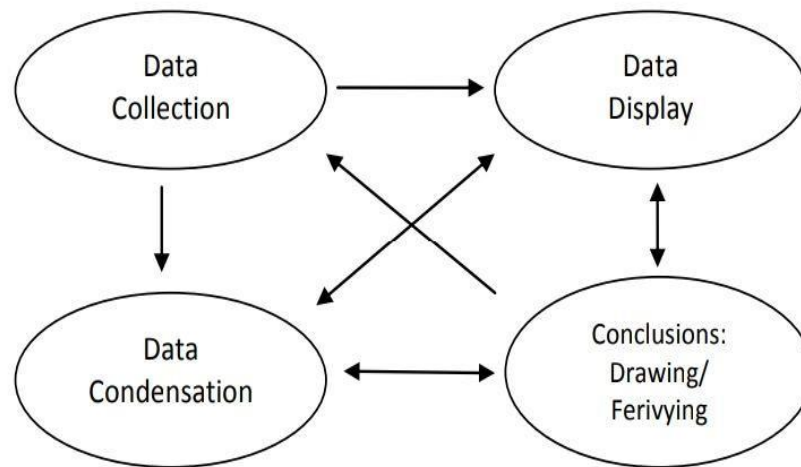 Data
Collection
Data
Display
Data
Condensation
Conclusions:
Drawing/
Ferivying